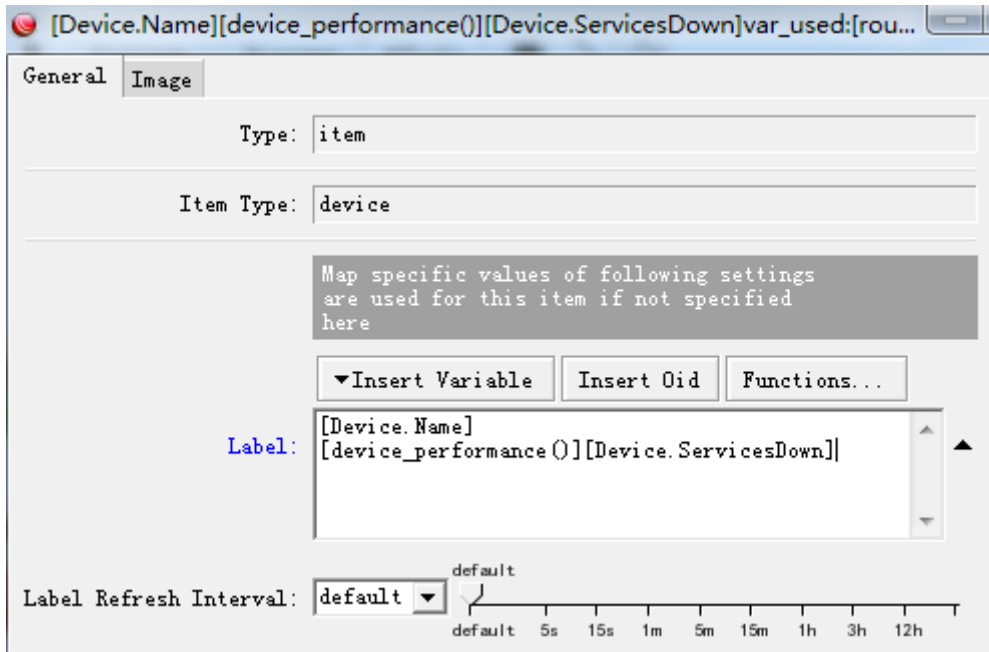 [Device.Name][device_performance()][Device.ServicesDown]var_used:[rou...
General Image
Type: item
Item Type: device
Map specific values of following settings
are used for this item if not specified
here
Insert Variable Insert Oid Functions...
Label: [Device.Name]
[device_performance()][Device.ServicesDown]
default
Label Refresh Interval: default
default 5s 15s 1m 5m 15m 1h 3h 12h